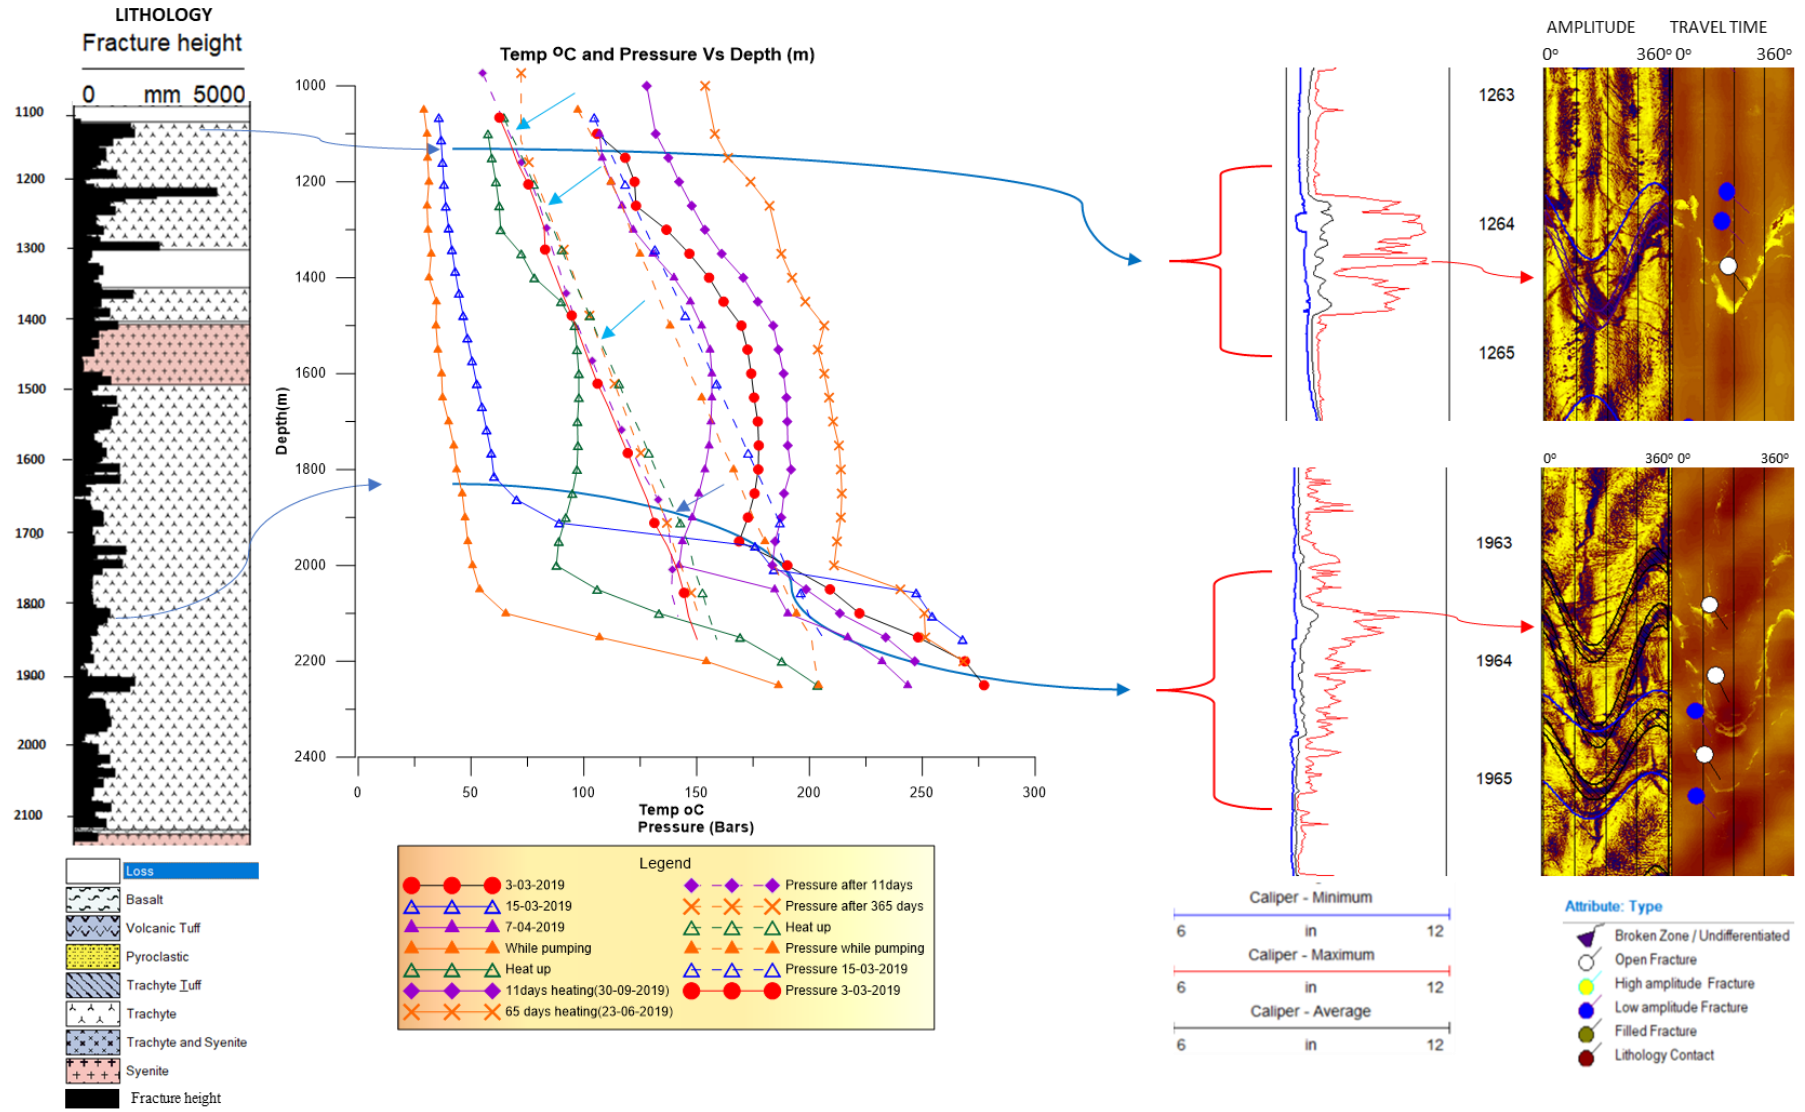 LITHOLOGY
Fracture height
0 mm 5000
1100
1200
1300
1400
1500
1600
1700
1800
1900
2000
2100
Loss
Basalt
Volcanic Tuff
Pyroclastic
Trachyte Tuff
Trachyte
Trachyte and Syenite
Syenite
Fracture height
Temp ºC and Pressure Vs Depth (m)
Depth(m)
1000
1200
1400
1600
1800
2000
2200
2400
0 50 100 150 200 250 300
Temp oC
Pressure (Bars)
Legend
3-03-2019
15-03-2019
7-04-2019
While pumping
Heat up
11days heating(30-09-2019)
65 days heating(23-06-2019)
Pressure after 11days
Pressure after 365 days
Heat up
Pressure while pumping
Pressure 15-03-2019
Pressure 3-03-2019
Caliper - Minimum
6 in 12
Caliper - Maximum
6 in 12
Caliper - Average
6 in 12
AMPLITUDE TRAVEL TIME
0º 360º 0º 360º
1263
1264
1265
0º 360º 0º 360º
1963
1964
1965
Attribute: Type
Broken Zone / Undifferentiated
Open Fracture
High amplitude Fracture
Low amplitude Fracture
Filled Fracture
Lithology Contact